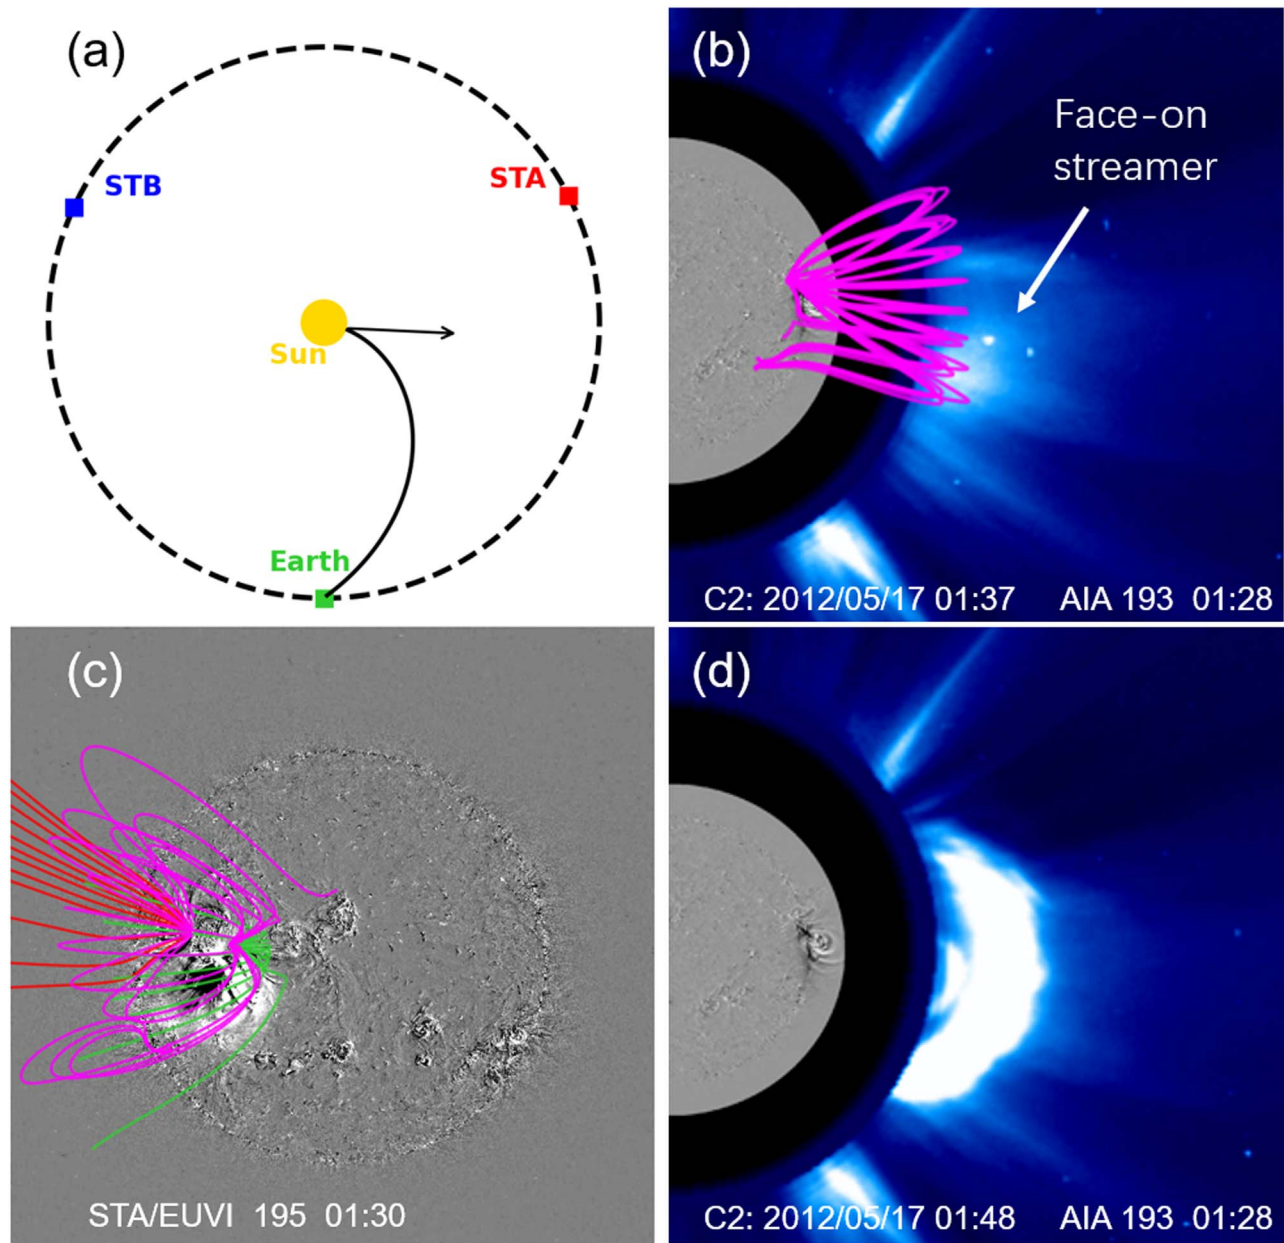 (a)
STB
STA
Sun
Earth
(b)
Face-on
streamer
C2: 2012/05/17 01:37 AIA 193 01:28
(c)
STA/EUVI 195 01:30
(d)
C2: 2012/05/17 01:48 AIA 193 01:28